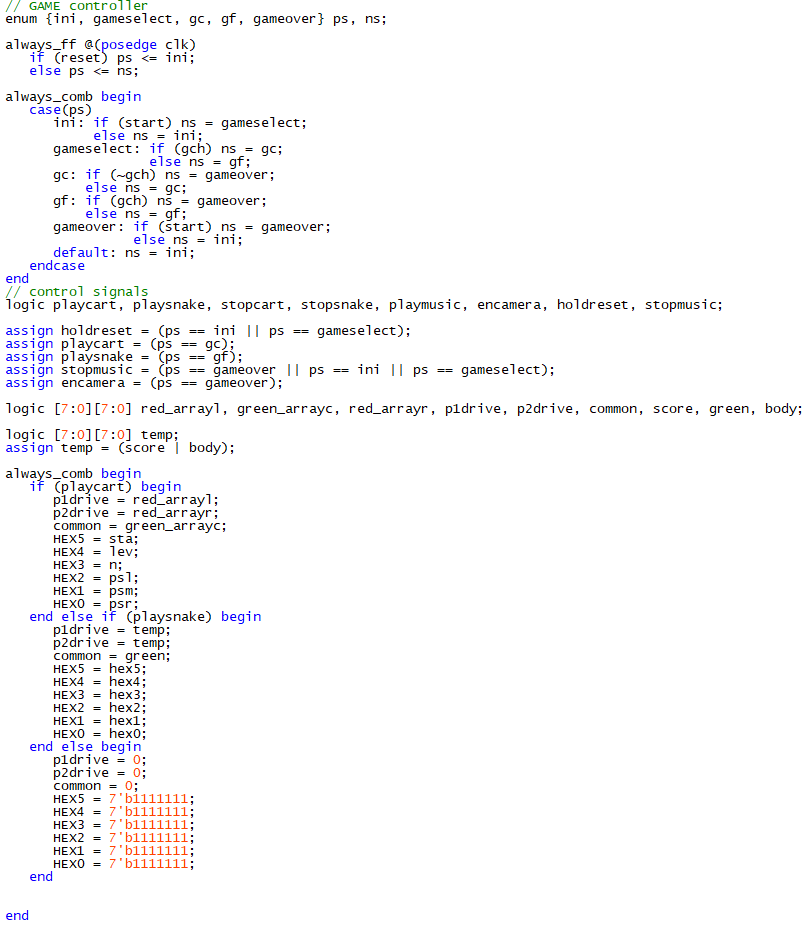 // GAME controller
enum {ini, gameselect, gc, gf, gameover} ps, ns;

always_ff @(posedge clk)
   if (reset) ps <= ini;
   else ps <= ns;

always_comb begin
   case(ps)
      ini: if (start) ns = gameselect;
           else ns = ini;
      gameselect: if (gch) ns = gc;
                  else ns = gf;
      gc: if (~gch) ns = gameover;
          else ns = gc;
      gf: if (gch) ns = gameover;
          else ns = gf;
      gameover: if (start) ns = gameover;
                else ns = ini;
      default: ns = ini;
   endcase
end
// control signals
logic playcart, playsnake, stopcart, stopsnake, playmusic, encamera, holdreset, stopmusic;

assign holdreset = (ps == ini || ps == gameselect);
assign playcart = (ps == gc);
assign playsnake = (ps == gf);
assign stopmusic = (ps == gameover || ps == ini || ps == gameselect);
assign encamera = (ps == gameover);

logic [7:0][7:0] red_arrayl, green_arrayc, red_arrayr, p1drive, p2drive, common, score, green, body;

logic [7:0][7:0] temp;
assign temp = (score | body);

always_comb begin
   if (playcart) begin
      p1drive = red_arrayl;
      p2drive = red_arrayr;
      common = green_arrayc;
      HEX5 = sta;
      HEX4 = lev;
      HEX3 = n;
      HEX2 = psl;
      HEX1 = psm;
      HEX0 = psr;
   end else if (playsnake) begin
      p1drive = temp;
      p2drive = temp;
      common = green;
      HEX5 = hex5;
      HEX4 = hex4;
      HEX3 = hex3;
      HEX2 = hex2;
      HEX1 = hex1;
      HEX0 = hex0;
   end else begin
      p1drive = 0;
      p2drive = 0;
      common = 0;
      HEX5 = 7'b1111111;
      HEX4 = 7'b1111111;
      HEX3 = 7'b1111111;
      HEX2 = 7'b1111111;
      HEX1 = 7'b1111111;
      HEX0 = 7'b1111111;
   end


end